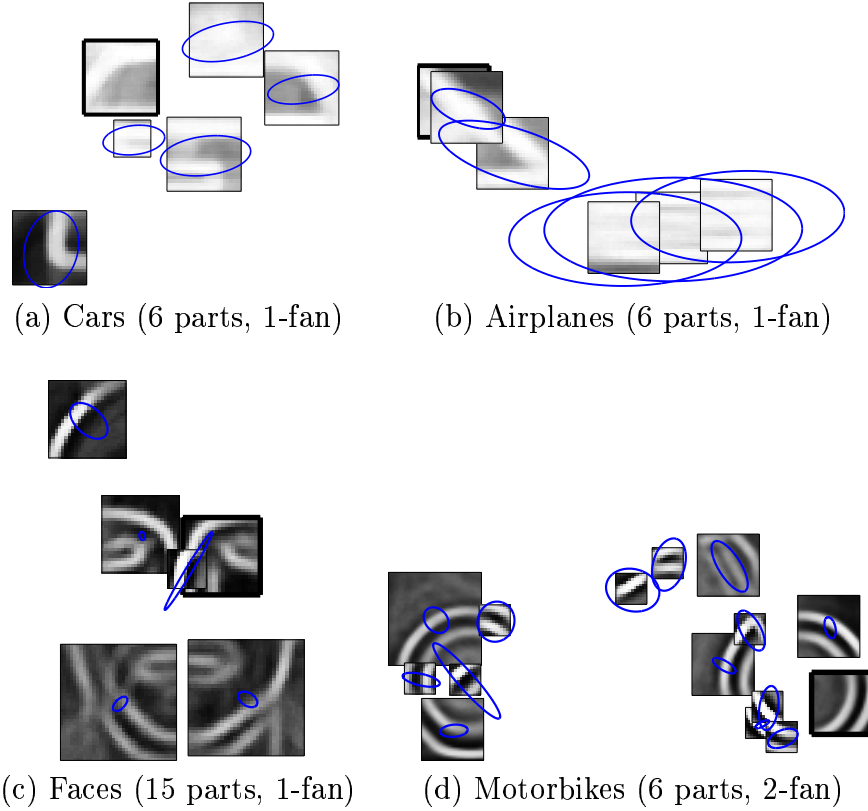 (a) Cars (6 parts, 1-fan)
(b) Airplanes (6 parts, 1-fan)
(c) Faces (15 parts, 1-fan)
(d) Motorbikes (6 parts, 2-fan)